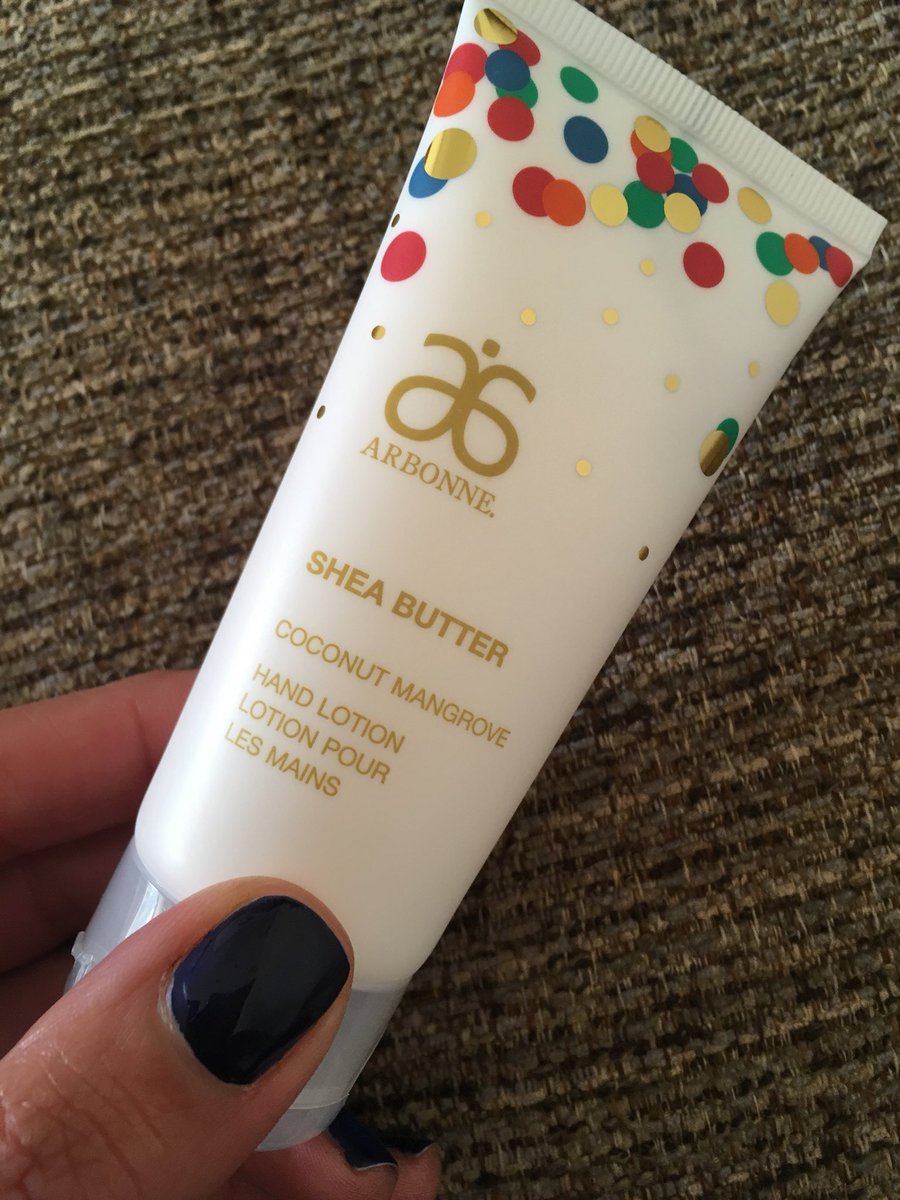 ARBONNE.
SHEA BUTTER
COCONUT MANGROVE
HAND LOTION
LOTION POUR
LES MAINS